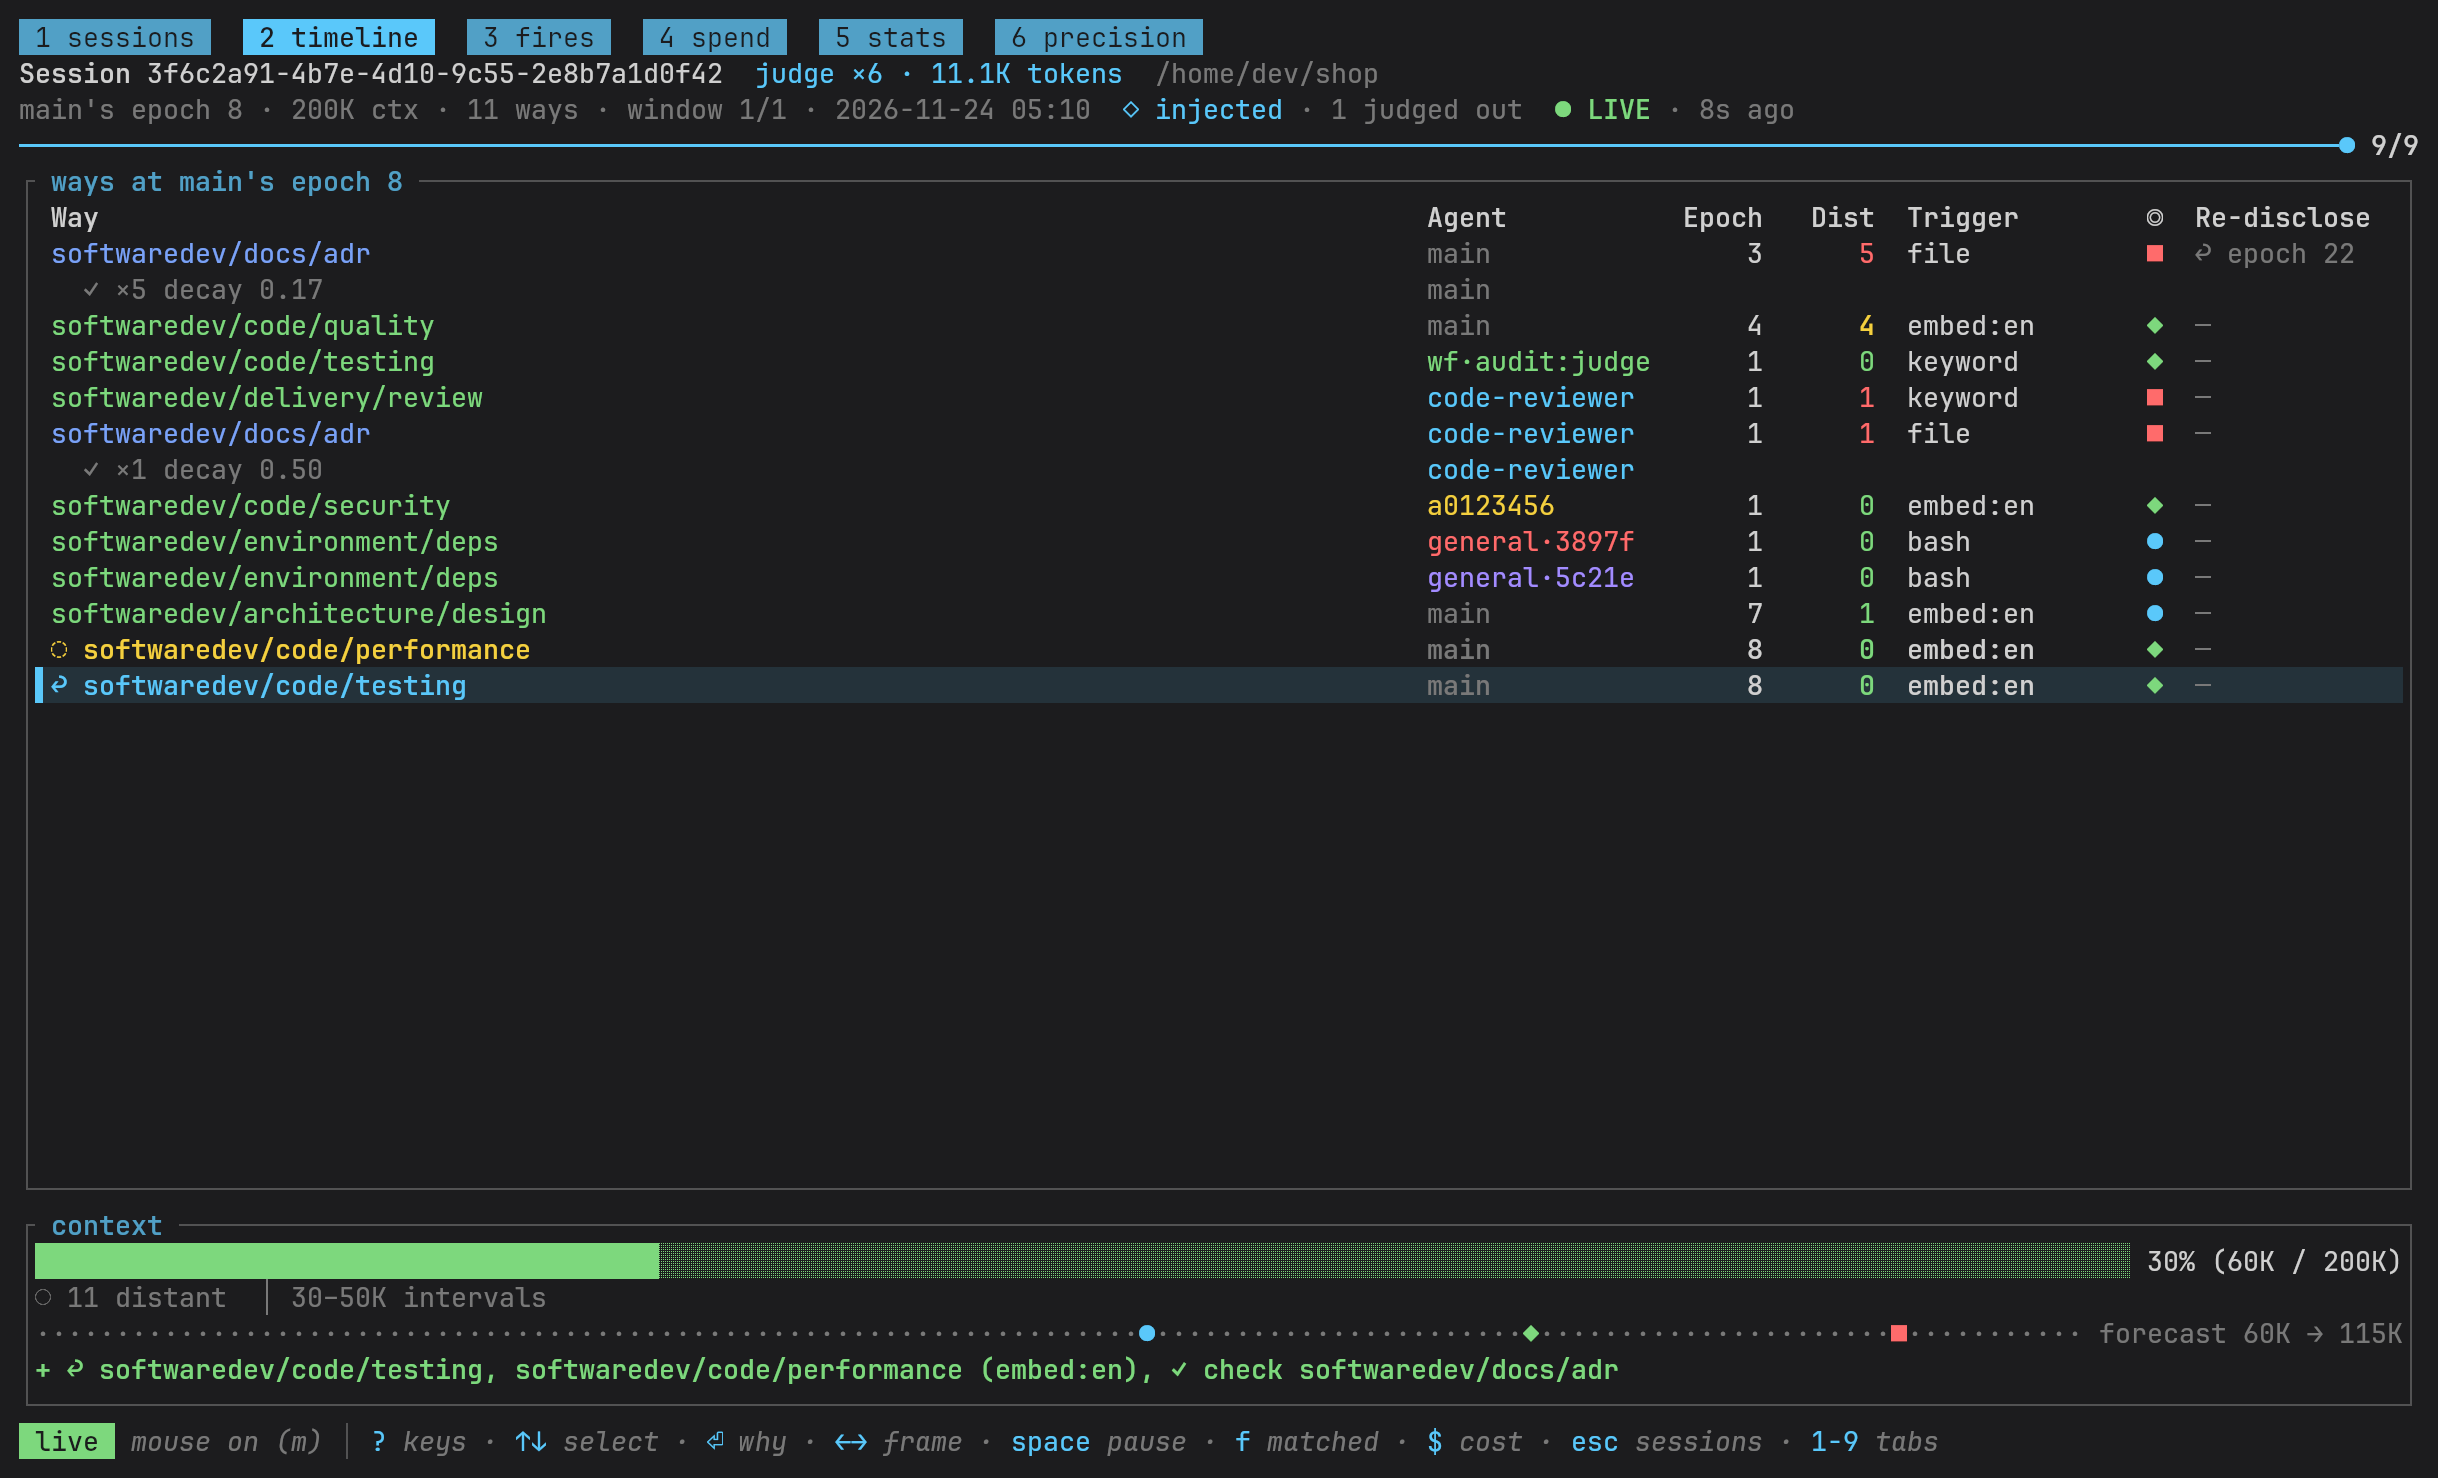 1 sessions  2 timeline  3 fires  4 spend  5 stats  6 precision
Session 3f6c2a91-4b7e-4d10-9c55-2e8b7a1d0f42  judge ×6 · 11.1K tokens  /home/dev/shop
main's epoch 8 · 200K ctx · 11 ways · window 1/1 · 2026-11-24 05:10  ◇ injected · 1 judged out  ● LIVE · 8s ago
9/9
ways at main's epoch 8
Way  Agent  Epoch  Dist  Trigger  ◎  Re-disclose
softwaredev/docs/adr  main  3  5  file  ■  ↩ epoch 22
✓ ×5 decay 0.17  main
softwaredev/code/quality  main  4  4  embed:en  ◆  —
softwaredev/code/testing  wf·audit:judge  1  0  keyword  ◆  —
softwaredev/delivery/review  code-reviewer  1  1  keyword  ■  —
softwaredev/docs/adr  code-reviewer  1  1  file  ■  —
✓ ×1 decay 0.50  code-reviewer
softwaredev/code/security  a0123456  1  0  embed:en  ◆  —
softwaredev/environment/deps  general·3897f  1  0  bash  ●  —
softwaredev/environment/deps  general·5c21e  1  0  bash  ●  —
softwaredev/architecture/design  main  7  1  embed:en  ●  —
◌ softwaredev/code/performance  main  8  0  embed:en  ◆  —
↩ softwaredev/code/testing  main  8  0  embed:en  ◆  —
context
30% (60K / 200K)
○ 11 distant  │ 30–50K intervals
forecast 60K → 115K
+ ↩ softwaredev/code/testing, softwaredev/code/performance (embed:en), ✓ check softwaredev/docs/adr
live  mouse on (m) │ ? keys · ↑↓ select · ⏎ why · ←→ frame · space pause · f matched · $ cost · esc sessions · 1-9 tabs